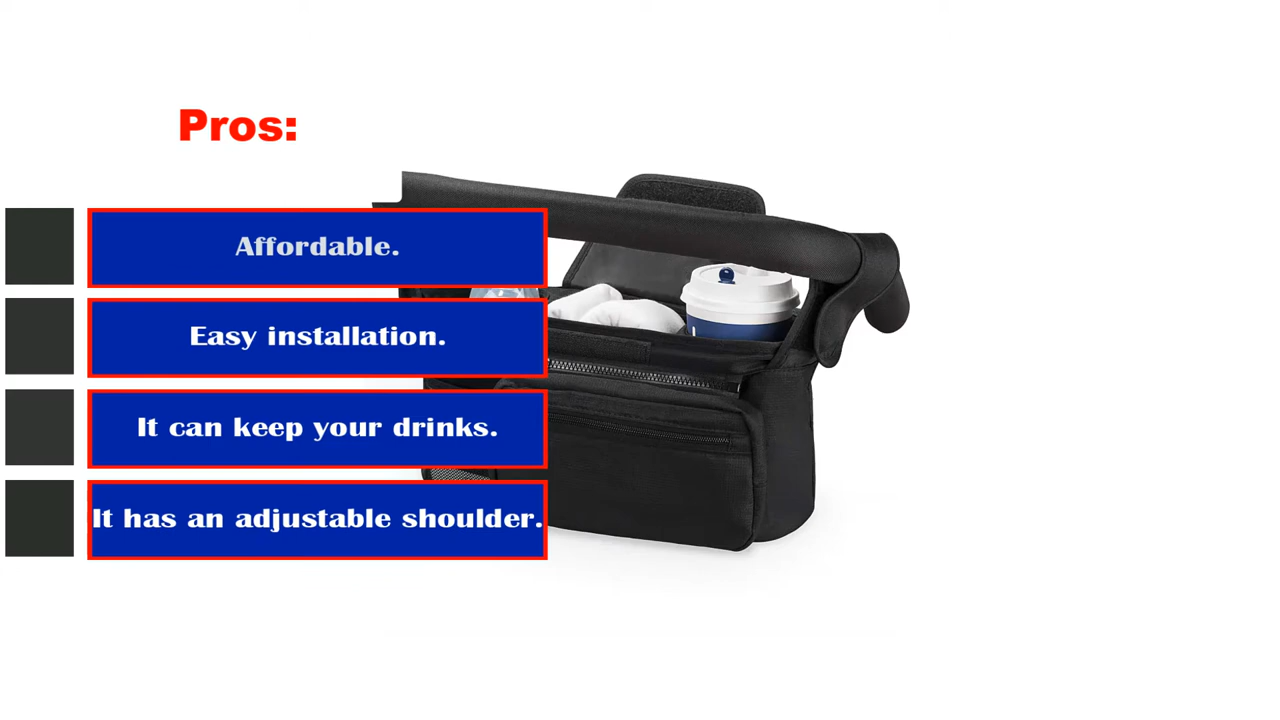 Pros:
Affordable.
Easy installation.
It can keep your drinks.
It has an adjustable shoulder.